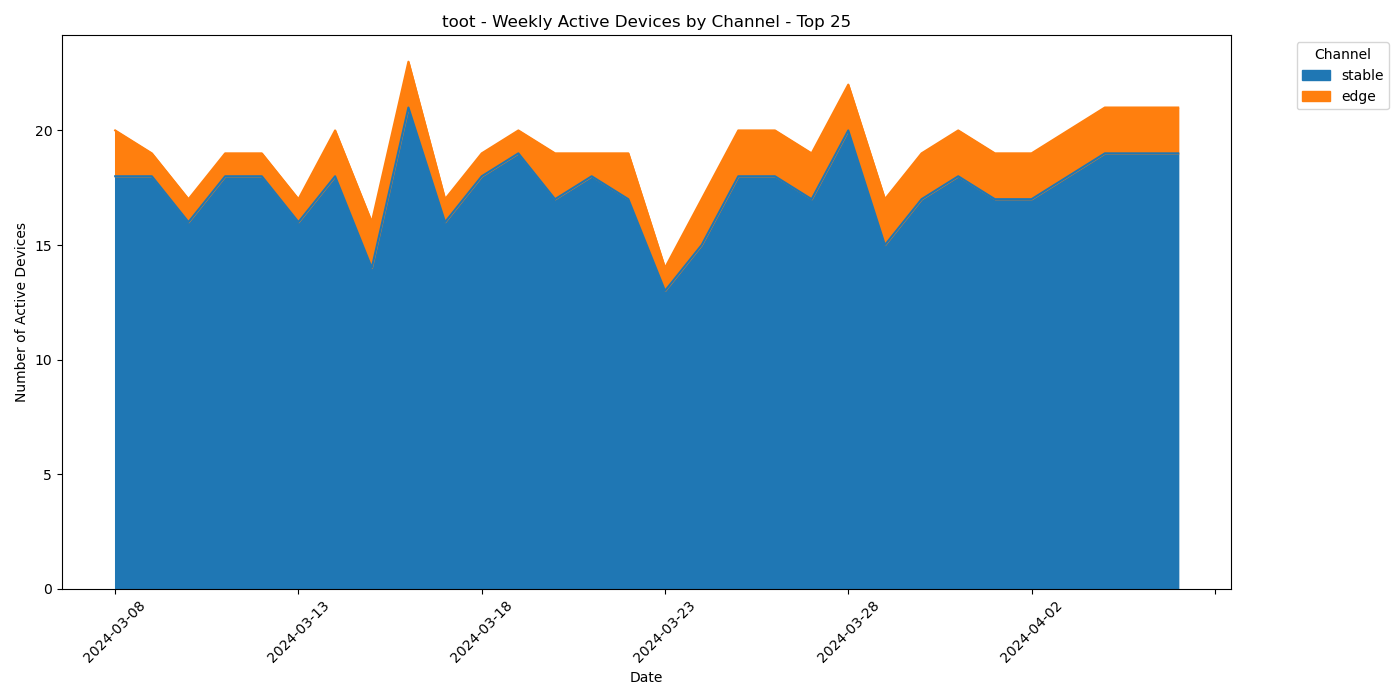 toot - Weekly Active Devices by Channel - Top 25
Channel
stable
edge
Number of Active Devices
20
15
10
5
0
2024-03-08
2024-03-13
2024-03-18
2024-03-23
2024-03-28
2024-04-02
Date